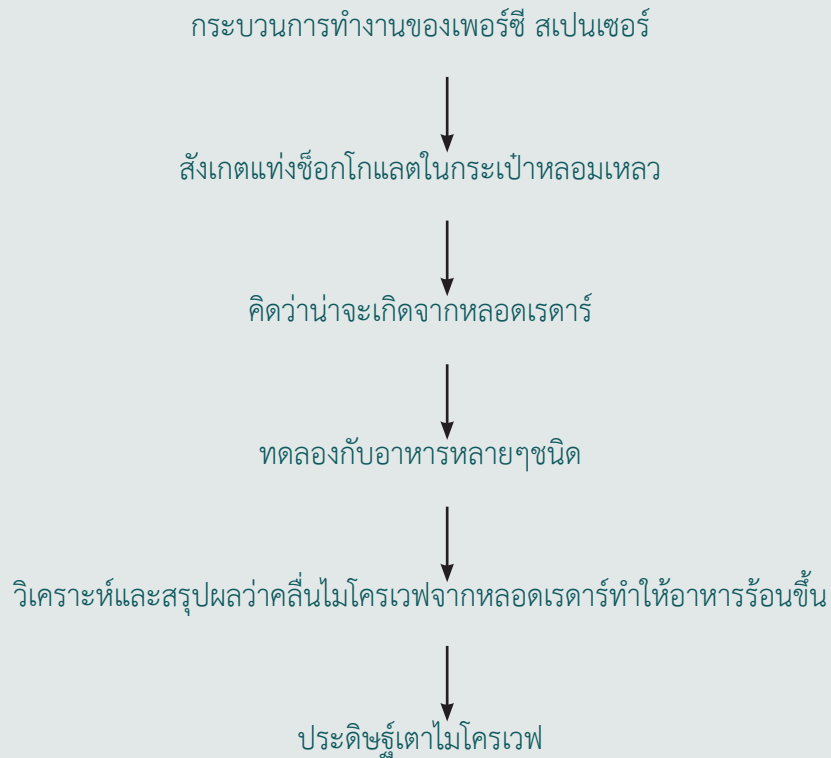 กระบวนการทำงานของเพอร์ซี สเปนเซอร์
สังเกตแท่งช็อกโกแลตในกระเป๋าหลอมเหลว
คิดว่าน่าจะเกิดจากหลอดเรดาร์
ทดลองกับอาหารหลายๆชนิด
วิเคราะห์และสรุปผลว่าคลื่นไมโครเวฟจากหลอดเรดาร์ทำให้อาหารร้อนขึ้น
ประดิษฐ์เตาไมโครเวฟ